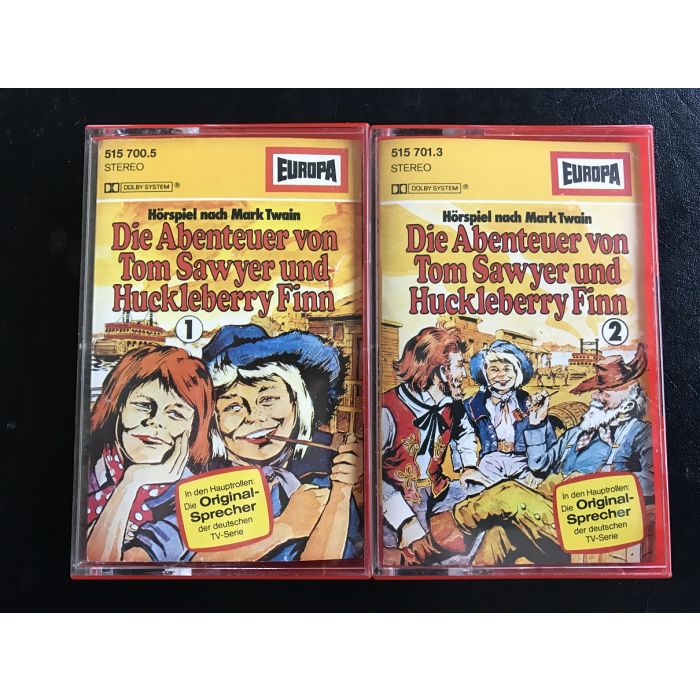 515 700.5
STEREO
DOLBY SYSTEM ®
EUROPA
Hörspiel nach Mark Twain
Die Abenteuer von
Tom Sawyer und
Huckleberry Finn
1
In den Hauptrollen:
Die Original-
Sprecher
der deutschen
TV-Serie
515 701.3
STEREO
DOLBY SYSTEM ®
EUROPA
Hörspiel nach Mark Twain
Die Abenteuer von
Tom Sawyer und
Huckleberry Finn
2
In den Hauptrollen:
Die Original-
Sprecher
der deutschen
TV-Serie